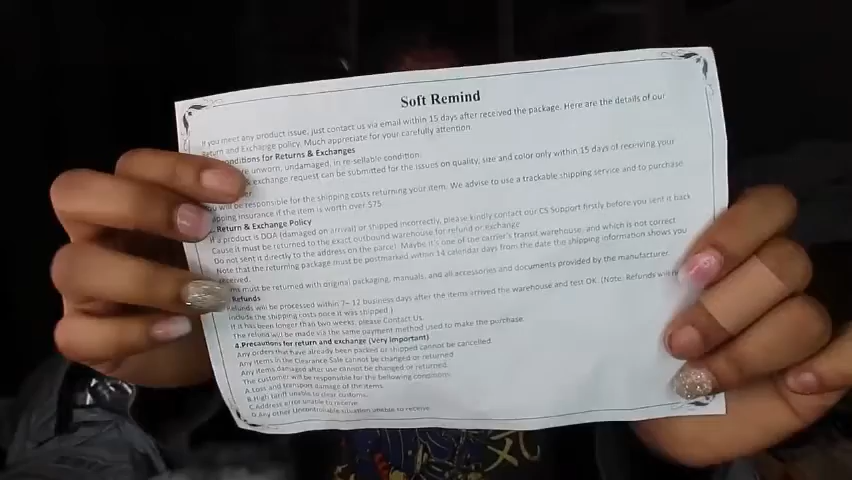 Soft Remind
If you meet any product issue, just contact us via email within 15 days after received the package. Here are the details of our
Return and Exchange policy. Much appreciate for your carefully attention.
onditions for Returns & Exchanges
are unworn, undamaged, in re-sellable condition.
exchange request can be submitted for the issues on quality, size and color only within 15 days of receiving your
er.
You will be responsible for the shipping costs returning your item. We advise to use a trackable shipping service and to purchase
pping insurance if the item is worth over $75.
Return & Exchange Policy
If a product is DOA (damaged on arrival) or shipped incorrectly, please kindly contact our CS Support firstly before you sent it back
Cause it must be returned to the exact outbound warehouse for refund or exchange
Do not sent it directly to the address on the parcel. Maybe it's one of the carrier's transit warehouse, and which is not correct
Note that the returning package must be postmarked within 14 calendar days from the date the shipping information shows you
received.
ms must be returned with original packaging, manuals, and all accessories and documents provided by the manufacturer.
Refunds
Refunds will be processed within 7~ 12 business days after the items arrived the warehouse and test OK. (Note: Refunds will n
include the shipping costs once it was shipped.)
If it has been longer than two weeks, please Contact Us.
The refund will be made via the same payment method used to make the purchase.
4.Precautions for return and exchange (Very important)
Any orders that have already been packed or shipped cannot be cancelled.
Any items in the Clearance Sale cannot be changed or returned
Any items damaged after use cannot be changed or returned.
The customer will be responsible for the bellowing conditions.
A.Loss and transport damage of the items.
B.High tariff unable to clear customs.
C.Address error unable to receive.
D.Any other Uncontrollable situation unable to receive.